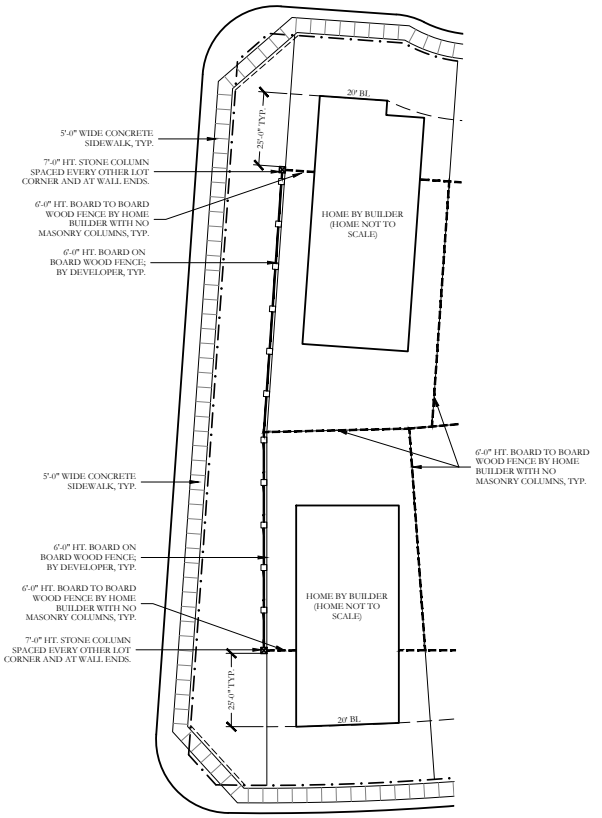 20' BL
25'-0" TYP.
5'-0" WIDE CONCRETE
SIDEWALK, TYP.
7'-0" HT. STONE COLUMN
SPACED EVERY OTHER LOT
CORNER AND AT WALL ENDS.
6'-0" HT. BOARD TO BOARD
WOOD FENCE BY HOME
BUILDER WITH NO
MASONRY COLUMNS, TYP.
HOME BY BUILDER
(HOME NOT TO
SCALE)
6'-0" HT. BOARD ON
BOARD WOOD FENCE;
BY DEVELOPER, TYP.
6'-0" HT. BOARD TO BOARD
WOOD FENCE BY HOME
BUILDER WITH NO
MASONRY COLUMNS, TYP.
5'-0" WIDE CONCRETE
SIDEWALK, TYP.
6'-0" HT. BOARD ON
BOARD WOOD FENCE;
BY DEVELOPER, TYP.
6'-0" HT. BOARD TO BOARD
WOOD FENCE BY HOME
BUILDER WITH NO
MASONRY COLUMNS, TYP.
HOME BY BUILDER
(HOME NOT TO
SCALE)
7'-0" HT. STONE COLUMN
SPACED EVERY OTHER LOT
CORNER AND AT WALL ENDS.
25'-0" TYP.
20' BL